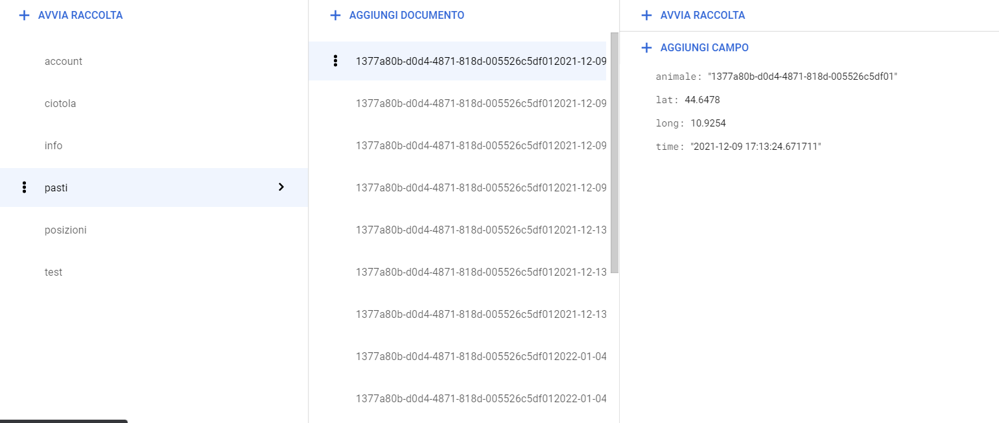 AVVIA RACCOLTA
account
ciotola
info
pasti
posizioni
test
AGGIUNGI DOCUMENTO
1377a80b-d0d4-4871-818d-005526c5df012021-12-09
1377a80b-d0d4-4871-818d-005526c5df012021-12-09
1377a80b-d0d4-4871-818d-005526c5df012021-12-09
1377a80b-d0d4-4871-818d-005526c5df012021-12-09
1377a80b-d0d4-4871-818d-005526c5df012021-12-13
1377a80b-d0d4-4871-818d-005526c5df012021-12-13
1377a80b-d0d4-4871-818d-005526c5df012021-12-13
1377a80b-d0d4-4871-818d-005526c5df012022-01-04
1377a80b-d0d4-4871-818d-005526c5df012022-01-04
AVVIA RACCOLTA
AGGIUNGI CAMPO
animale: "1377a80b-d0d4-4871-818d-005526c5df01"
lat: 44.6478
long: 10.9254
time: "2021-12-09 17:13:24.671711"